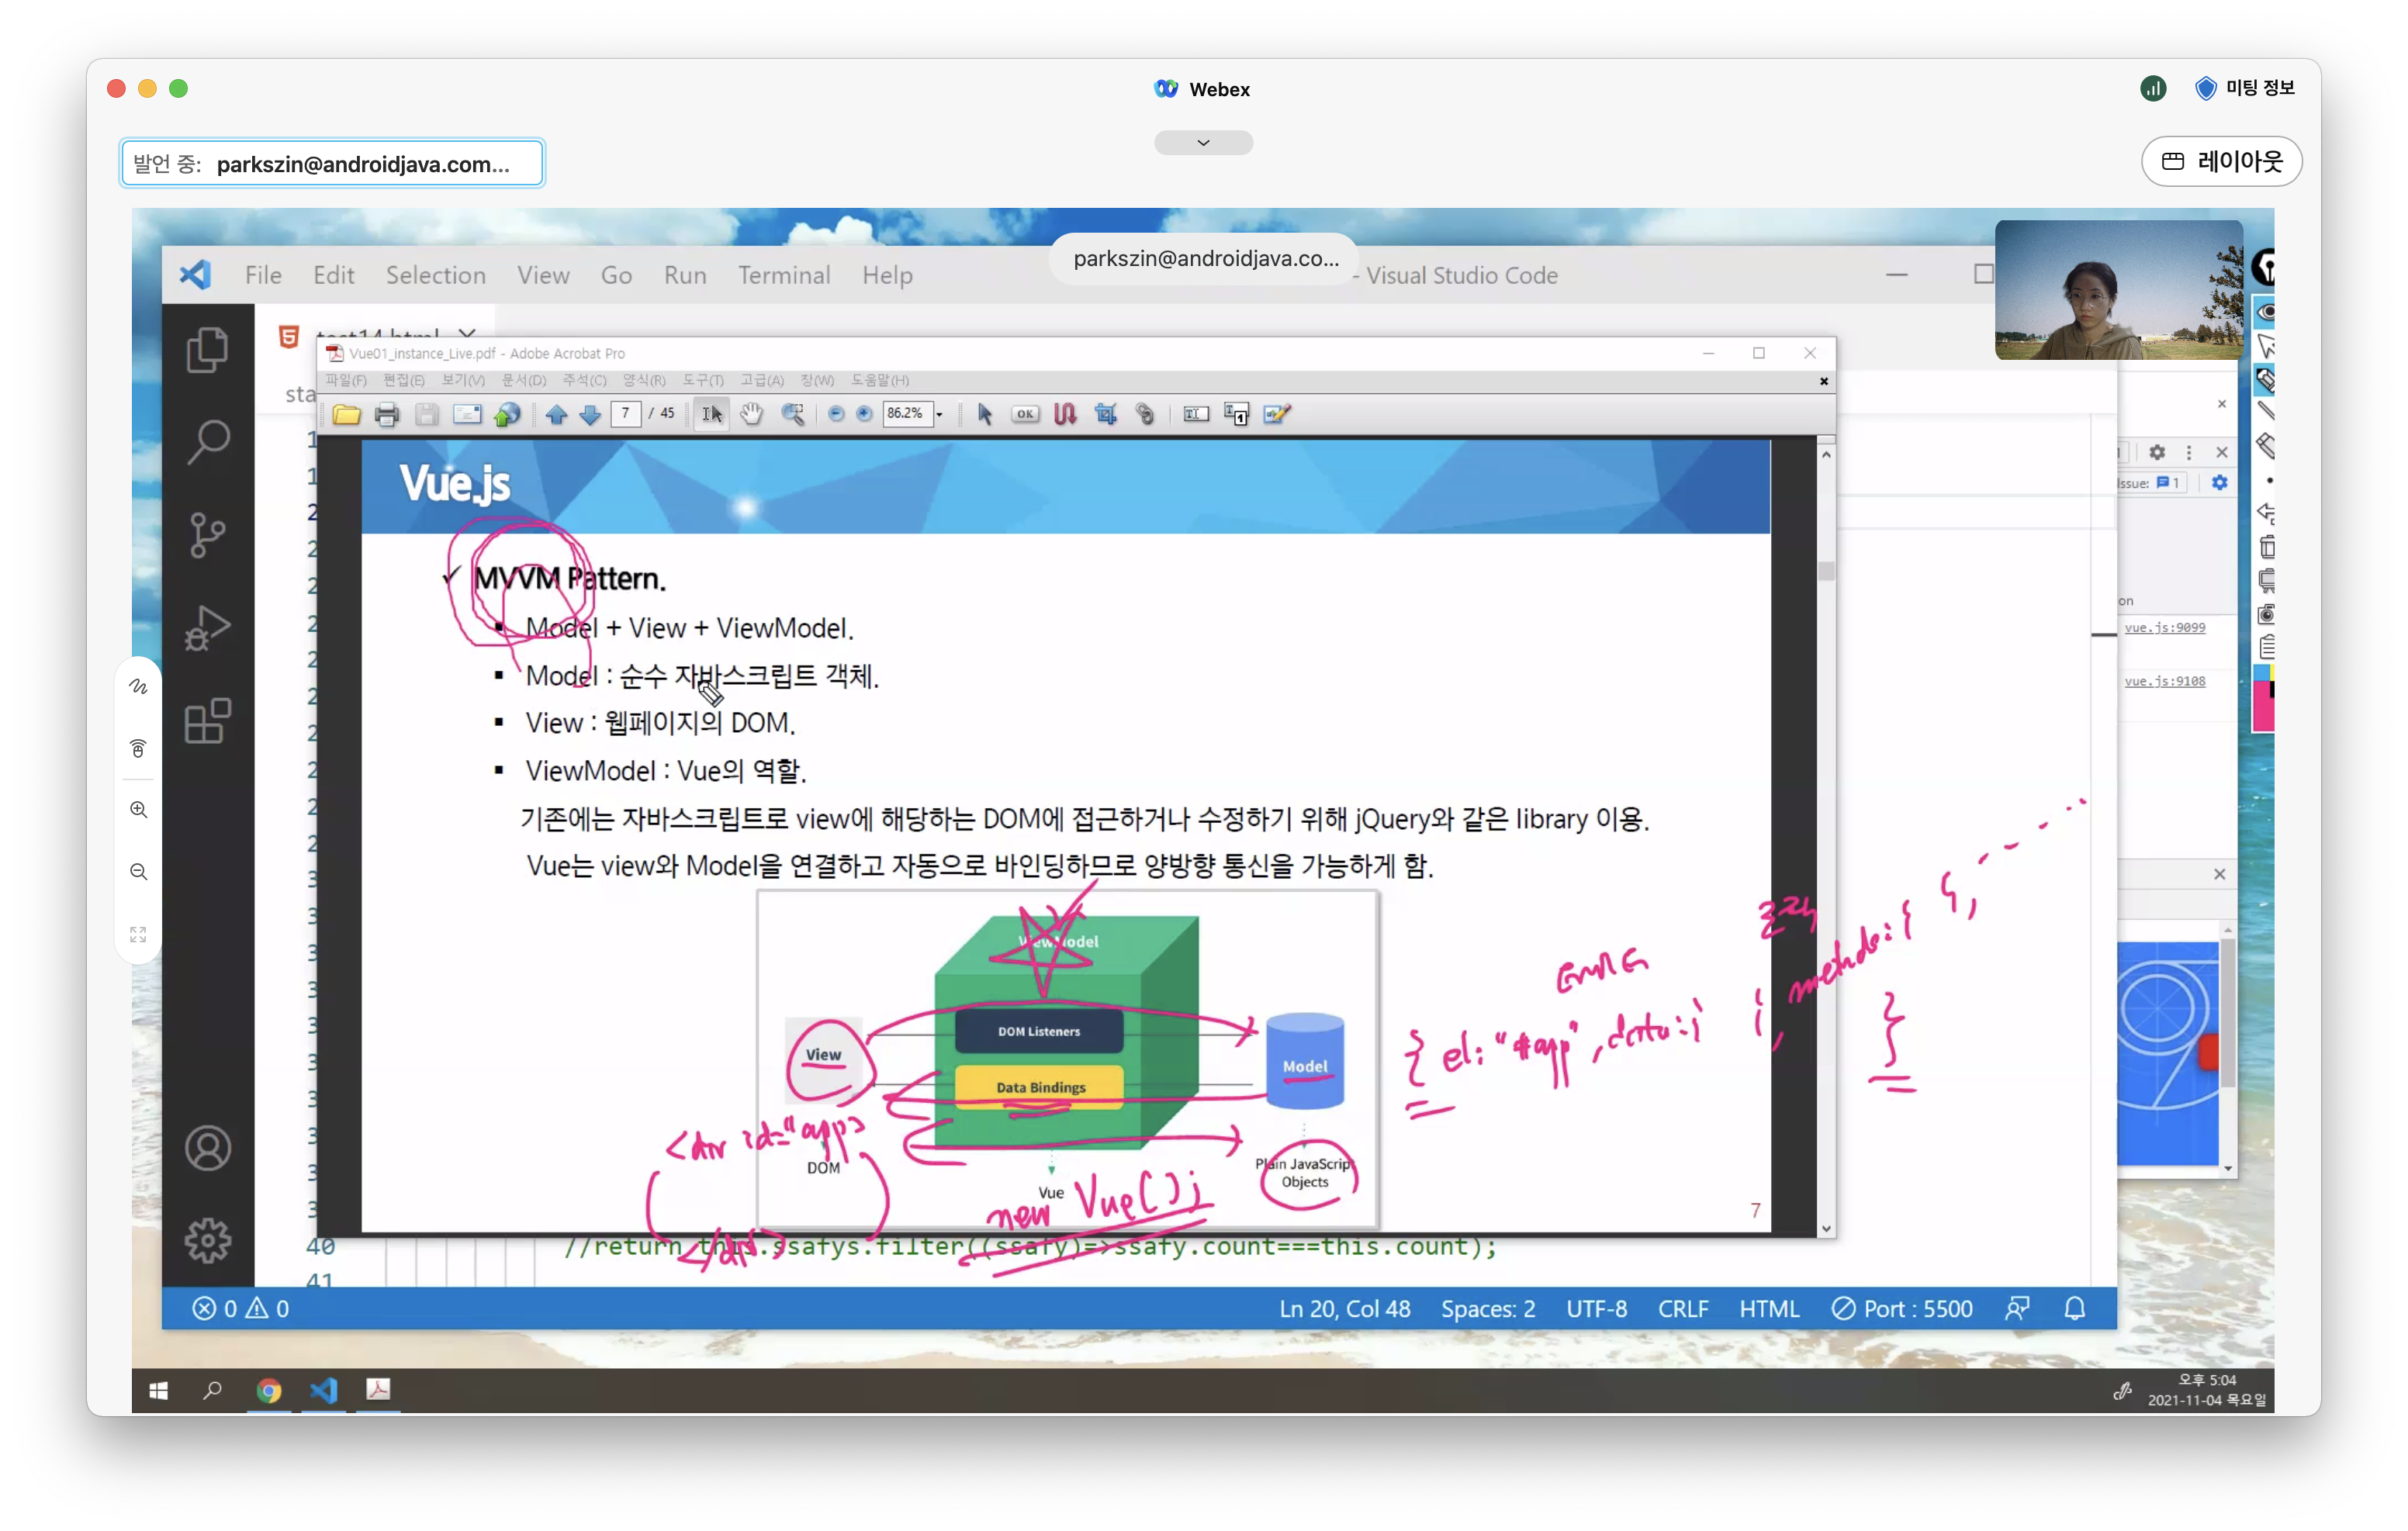 Webex
미팅 정보
발언 중: parkszin@androidjava.com...
레이아웃
File Edit Selection View Go Run Terminal Help
parkszin@androidjava.co...
- Visual Studio Code
test14.html
sta
Vue01_instance_Live.pdf - Adobe Acrobat Pro
파일(F) 편집(E) 보기(V) 문서(D) 주석(C) 양식(R) 도구(T) 고급(A) 창(W) 도움말(H)
7 / 45
OK
86.2%
Issue: 1
on
vue.js:9099
vue.js:9108
Vue.js
✓ MVVM Pattern.
▪ Model + View + ViewModel.
▪ Model : 순수 자바스크립트 객체.
▪ View : 웹페이지의 DOM.
▪ ViewModel : Vue의 역할.
기존에는 자바스크립트로 view에 해당하는 DOM에 접근하거나 수정하기 위해 jQuery와 같은 library 이용.
Vue는 view와 Model을 연결하고 자동으로 바인딩하므로 양방향 통신을 가능하게 함.
ViewModel
DOM Listeners
View
Model
Data Bindings
{ el: "#app", data: { }, methods: { },
}
<div id="app>
DOM
Plain JavaScript
Objects
Vue
new Vue();
</div>
7
40 //return this.ssafys.filter((ssafy)=>ssafy.count===this.count);
41
0 0
Ln 20, Col 48 Spaces: 2 UTF-8 CRLF HTML Port : 5500
오후 5:04
2021-11-04 목요일